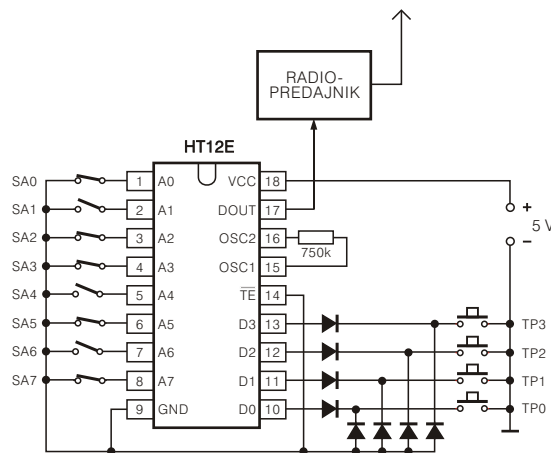 RADIO-
PREDAJNIK
HT12E
SA0 1 A0 VCC 18
SA1 2 A1 DOUT 17
SA2 3 A2 OSC2 16
750k
SA3 4 A3 OSC1 15
SA4 5 A4 TE 14
SA5 6 A5 D3 13 TP3
SA6 7 A6 D2 12 TP2
SA7 8 A7 D1 11 TP1
9 GND D0 10 TP0
+
5 V
−